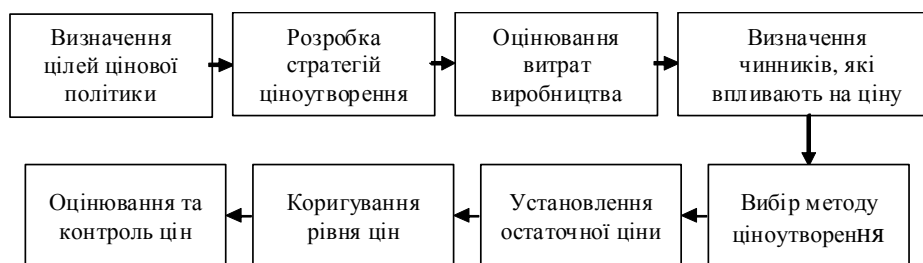 Визначення
цілей цінової
політики
Розробка
стратегій
ціноутворення
Оцінювання
витрат
виробництва
Визначення
чинників, які
впливають на ціну
Оцінювання та
контроль цін
Коригування
рівня цін
Установлення
остаточної ціни
Вибір методу
ціноутворення